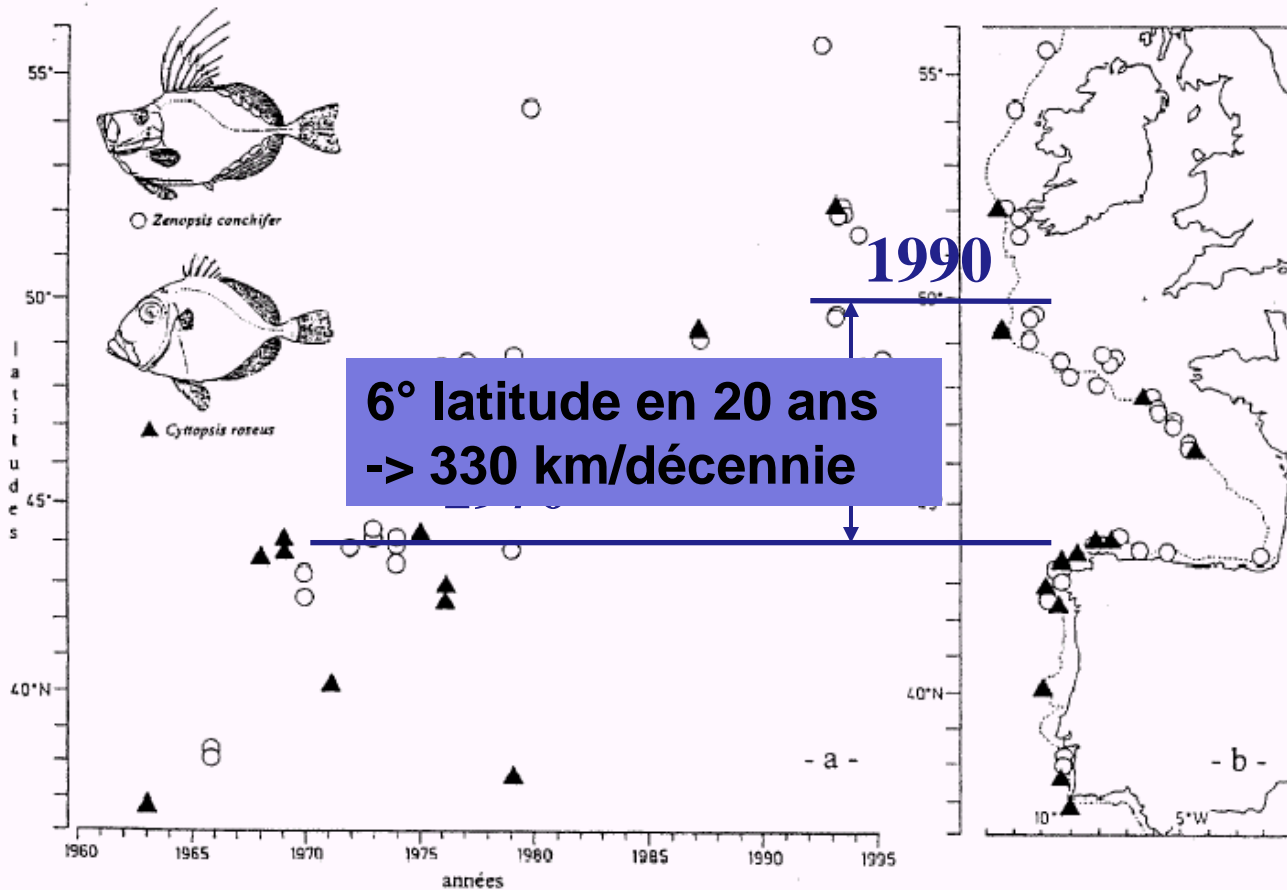 55°
50°
45°
40°N
latitudes
Zenopsis conchifer
Cyttopsis roseus
1990
6° latitude en 20 ans
-> 330 km/décennie
- a -
1960 1965 1970 1975 1980 1985 1990 1995
années
55°
40°N
- b -
10° 5°W